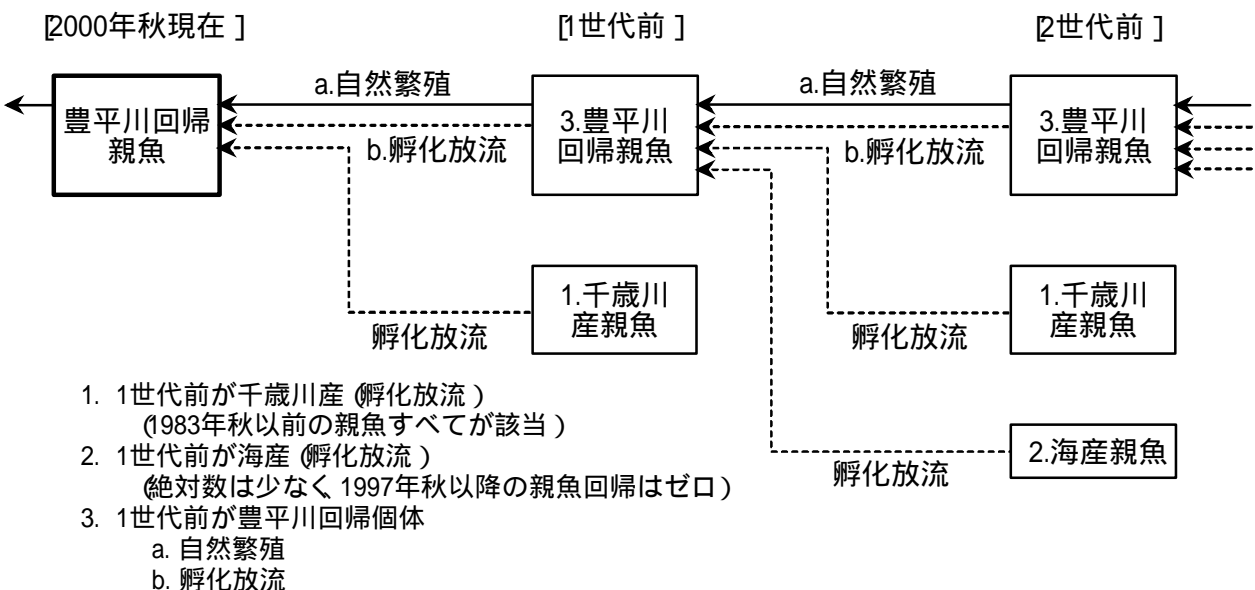 [2000年秋現在]
[1世代前]
[2世代前]
豊平川回帰
親魚
a.自然繁殖
b.孵化放流
3.豊平川
回帰親魚
a.自然繁殖
b.孵化放流
3.豊平川
回帰親魚
孵化放流
1.千歳川
産親魚
孵化放流
1.千歳川
産親魚
孵化放流
2.海産親魚
1. 1世代前が千歳川産(孵化放流)
(1983年秋以前の親魚すべてが該当)
2. 1世代前が海産(孵化放流)
(絶対数は少なく、1997年秋以降の親魚回帰はゼロ)
3. 1世代前が豊平川回帰個体
a. 自然繁殖
b. 孵化放流